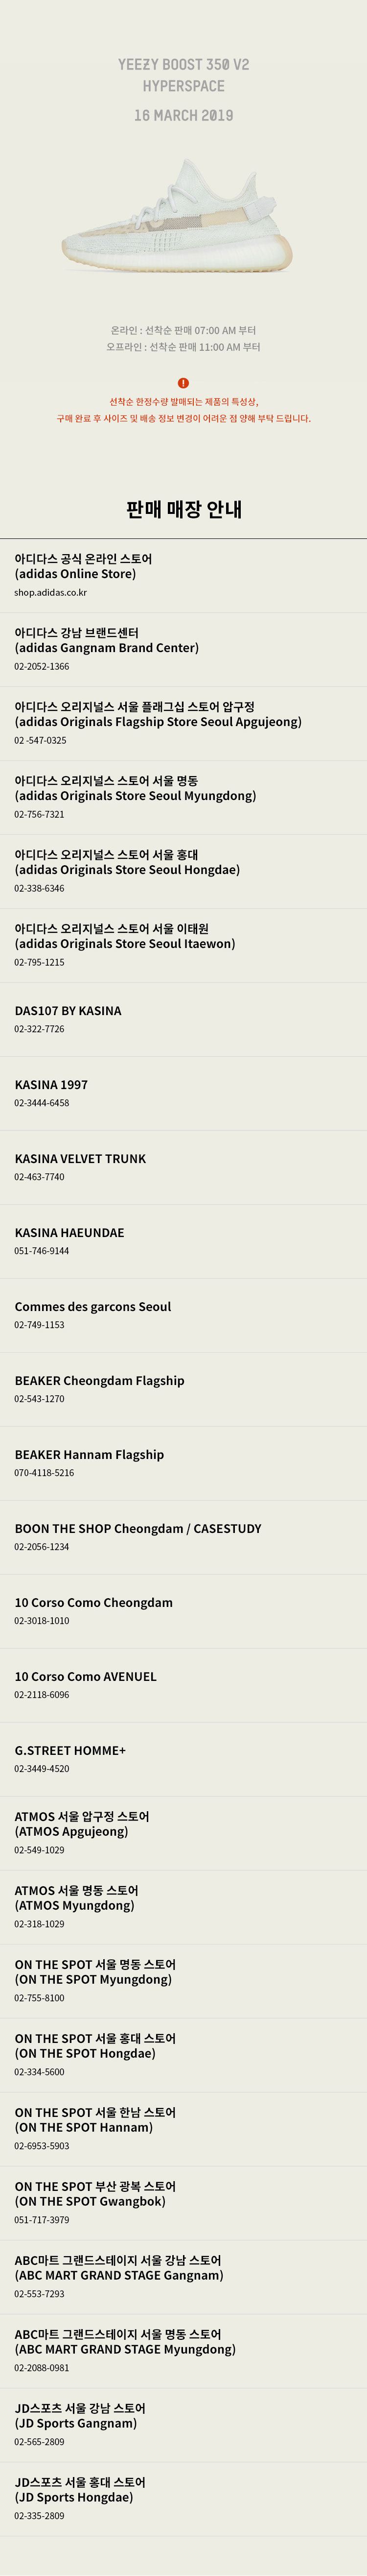 YEEZY BOOST 350 V2
HYPERSPACE
16 MARCH 2019
온라인 : 선착순 판매 07:00 AM 부터
오프라인 : 선착순 판매 11:00 AM 부터
!
선착순 한정수량 발매되는 제품의 특성상,
구매 완료 후 사이즈 및 배송 정보 변경이 어려운 점 양해 부탁 드립니다.
판매 매장 안내
아디다스 공식 온라인 스토어
(adidas Online Store)
shop.adidas.co.kr
아디다스 강남 브랜드센터
(adidas Gangnam Brand Center)
02-2052-1366
아디다스 오리지널스 서울 플래그십 스토어 압구정
(adidas Originals Flagship Store Seoul Apgujeong)
02 -547-0325
아디다스 오리지널스 스토어 서울 명동
(adidas Originals Store Seoul Myungdong)
02-756-7321
아디다스 오리지널스 스토어 서울 홍대
(adidas Originals Store Seoul Hongdae)
02-338-6346
아디다스 오리지널스 스토어 서울 이태원
(adidas Originals Store Seoul Itaewon)
02-795-1215
DAS107 BY KASINA
02-322-7726
KASINA 1997
02-3444-6458
KASINA VELVET TRUNK
02-463-7740
KASINA HAEUNDAE
051-746-9144
Commes des garcons Seoul
02-749-1153
BEAKER Cheongdam Flagship
02-543-1270
BEAKER Hannam Flagship
070-4118-5216
BOON THE SHOP Cheongdam / CASESTUDY
02-2056-1234
10 Corso Como Cheongdam
02-3018-1010
10 Corso Como AVENUEL
02-2118-6096
G.STREET HOMME+
02-3449-4520
ATMOS 서울 압구정 스토어
(ATMOS Apgujeong)
02-549-1029
ATMOS 서울 명동 스토어
(ATMOS Myungdong)
02-318-1029
ON THE SPOT 서울 명동 스토어
(ON THE SPOT Myungdong)
02-755-8100
ON THE SPOT 서울 홍대 스토어
(ON THE SPOT Hongdae)
02-334-5600
ON THE SPOT 서울 한남 스토어
(ON THE SPOT Hannam)
02-6953-5903
ON THE SPOT 부산 광복 스토어
(ON THE SPOT Gwangbok)
051-717-3979
ABC마트 그랜드스테이지 서울 강남 스토어
(ABC MART GRAND STAGE Gangnam)
02-553-7293
ABC마트 그랜드스테이지 서울 명동 스토어
(ABC MART GRAND STAGE Myungdong)
02-2088-0981
JD스포츠 서울 강남 스토어
(JD Sports Gangnam)
02-565-2809
JD스포츠 서울 홍대 스토어
(JD Sports Hongdae)
02-335-2809